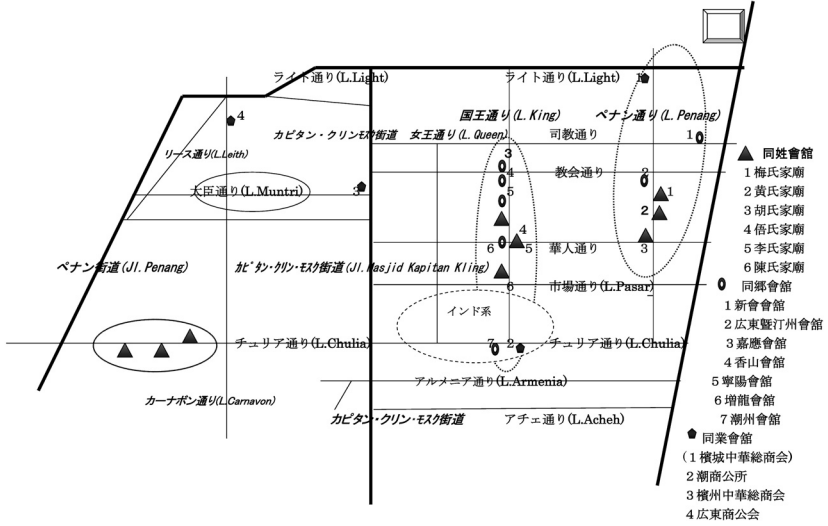 ライト通り(L.Light)
ライト通り(L.Light)
1
4
国王通り(L.King)
ペナン通り(L.Penang)
カピタン・クリンモスク街道
女王通り(L.Queen)
司教通り
1
リース通り(L.Leith)
3
4
教会通り
2
大臣通り(L.Muntri)
3
5
1
2
4
6
5
華人通り
3
ペナン街道(Jl.Penang)
カピタン・クリン・モスク街道(Jl.Masjid Kapitan Kling)
6
市場通り(L.Pasar)
インド系
チュリア通り(L.Chulia)
7
2
チュリア通り(L.Chulia)
アルメニア通り(L.Armenia)
カーナボン通り(L.Carnavon)
カピタン・クリン・モスク街道
アチェ通り(L.Acheh)
同姓會舘
1梅氏家廟
2黄氏家廟
3胡氏家廟
4伍氏家廟
5李氏家廟
6陳氏家廟
同郷會舘
1新會會舘
2広東暨汀州會舘
3嘉應會舘
4香山會舘
5寧陽會舘
6増龍會舘
7潮州會舘
同業會舘
(1檳城中華総商会)
2潮商公所
3檳州中華総商会
4広東商公会